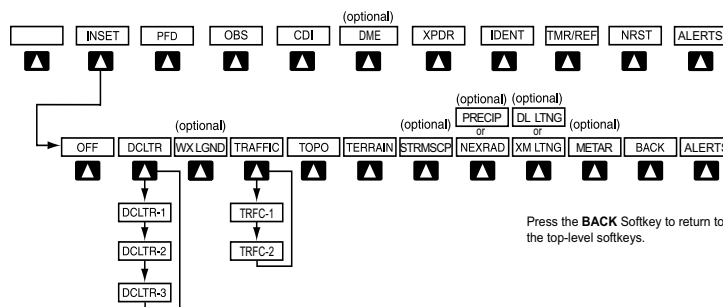 (optional)
INSET PFD OBS CDI DME XPDR IDENT TMR/REF NRST ALERTS
(optional) (optional)
PRECIP DL LTNG
(optional) (optional) or or (optional)
OFF DCLTR WX LGND TRAFFIC TOPO TERRAIN STRMSCP NEXRAD XM LTNG METAR BACK ALERTS
DCLTR-1 TRFC-1
DCLTR-2 TRFC-2
DCLTR-3
Press the BACK Softkey to return to
the top-level softkeys.